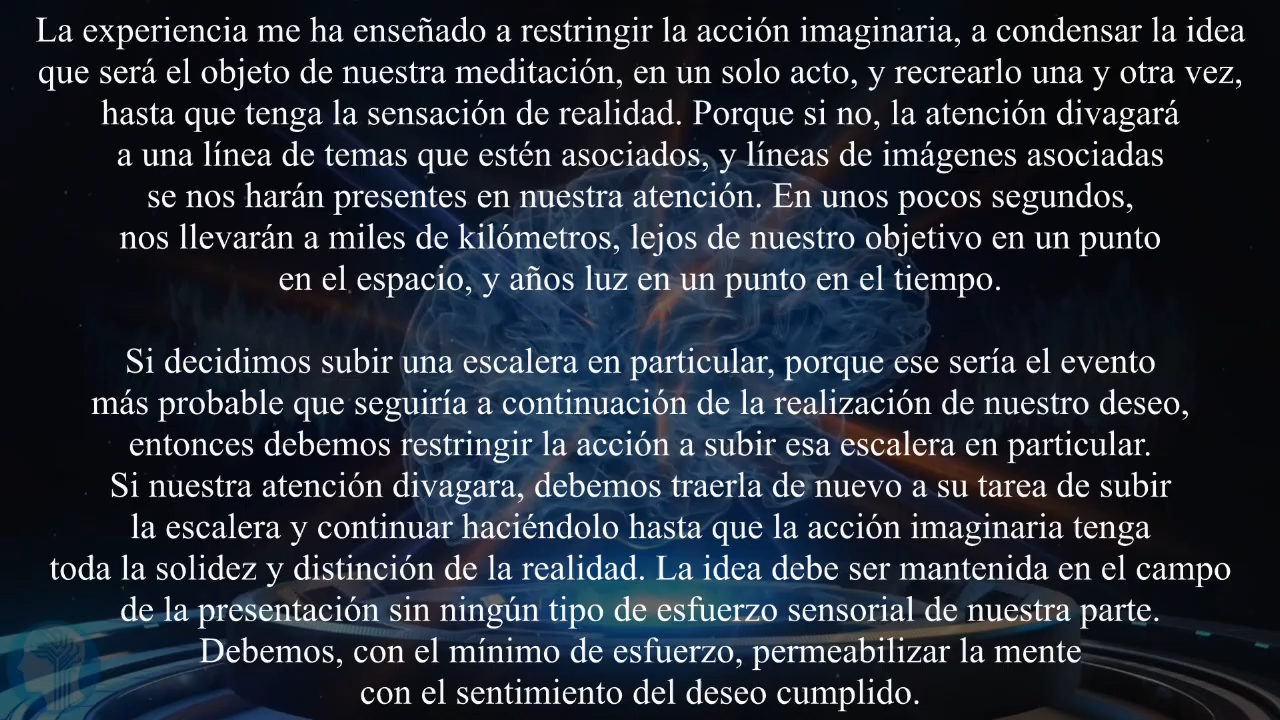 La experiencia me ha enseñado a restringir la acción imaginaria, a condensar la idea
que será el objeto de nuestra meditación, en un solo acto, y recrearlo una y otra vez,
hasta que tenga la sensación de realidad. Porque si no, la atención divagará
a una línea de temas que estén asociados, y líneas de imágenes asociadas
se nos harán presentes en nuestra atención. En unos pocos segundos,
nos llevarán a miles de kilómetros, lejos de nuestro objetivo en un punto
en el espacio, y años luz en un punto en el tiempo.
Si decidimos subir una escalera en particular, porque ese sería el evento
más probable que seguiría a continuación de la realización de nuestro deseo,
entonces debemos restringir la acción a subir esa escalera en particular.
Si nuestra atención divagara, debemos traerla de nuevo a su tarea de subir
la escalera y continuar haciéndolo hasta que la acción imaginaria tenga
toda la solidez y distinción de la realidad. La idea debe ser mantenida en el campo
de la presentación sin ningún tipo de esfuerzo sensorial de nuestra parte.
Debemos, con el mínimo de esfuerzo, permeabilizar la mente
con el sentimiento del deseo cumplido.